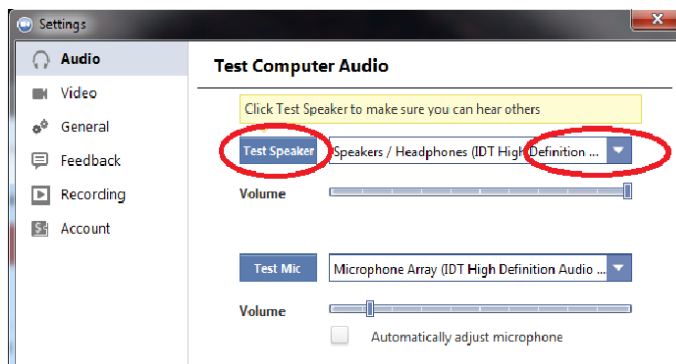 Settings
Audio
Video
General
Feedback
Recording
Account
Test Computer Audio
Click Test Speaker to make sure you can hear others
Test Speaker Speakers / Headphones (IDT High Definition ...
Volume
Test Mic Microphone Array (IDT High Definition Audio ...
Volume
Automatically adjust microphone